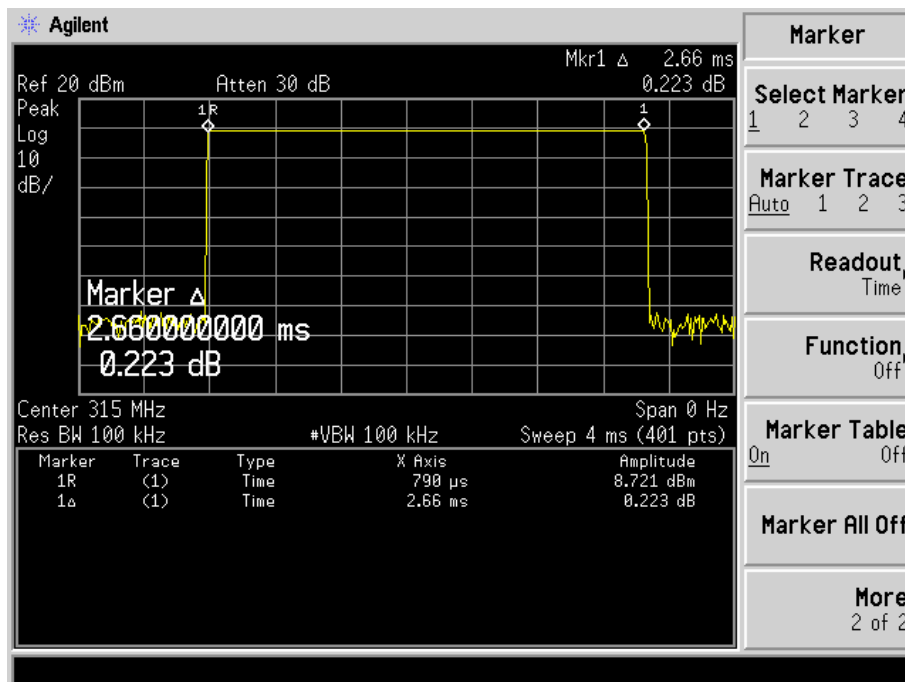 Agilent
Mkr1 Δ 2.66 ms
Ref 20 dBm Atten 30 dB 0.223 dB
Peak
Log
10
dB/
1R
1
Marker Δ
2.660000000 ms
0.223 dB
Center 315 MHz Span 0 Hz
Res BW 100 kHz #VBW 100 kHz Sweep 4 ms (401 pts)
Marker Trace Type X Axis Amplitude
1R (1) Time 790 µs 8.721 dBm
1Δ (1) Time 2.66 ms 0.223 dB
Marker
Select Marker
1 2 3 4
Marker Trace
Auto 1 2 3
Readout
Time
Function
Off
Marker Table
On Off
Marker All Off
More
2 of 2